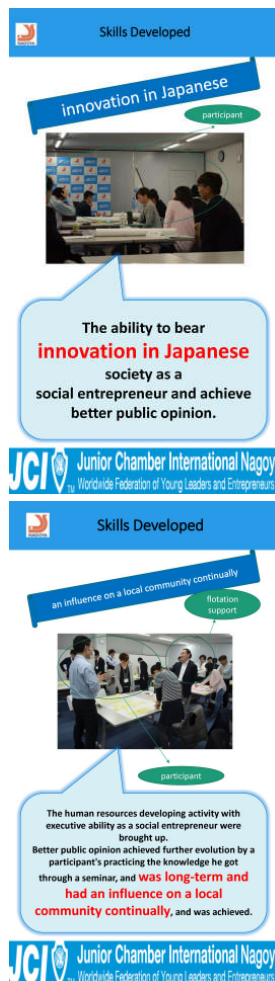 Skills Developed
innovation in Japanese
participant
The ability to bear
innovation in Japanese
society as a
social entrepreneur and achieve
better public opinion.
JCI TM Junior Chamber International Nagoy
Worldwide Federation of Young Leaders and Entrepreneurs
Skills Developed
an influence on a local community continually
flotation
support
participant
The human resources developing activity with
executive ability as a social entrepreneur were
brought up.
Better public opinion achieved further evolution by a
participant's practicing the knowledge he got
through a seminar, and was long-term and
had an influence on a local
community continually, and was achieved.
JCI TM Junior Chamber International Nagoy
Worldwide Federation of Young Leaders and Entrepreneurs